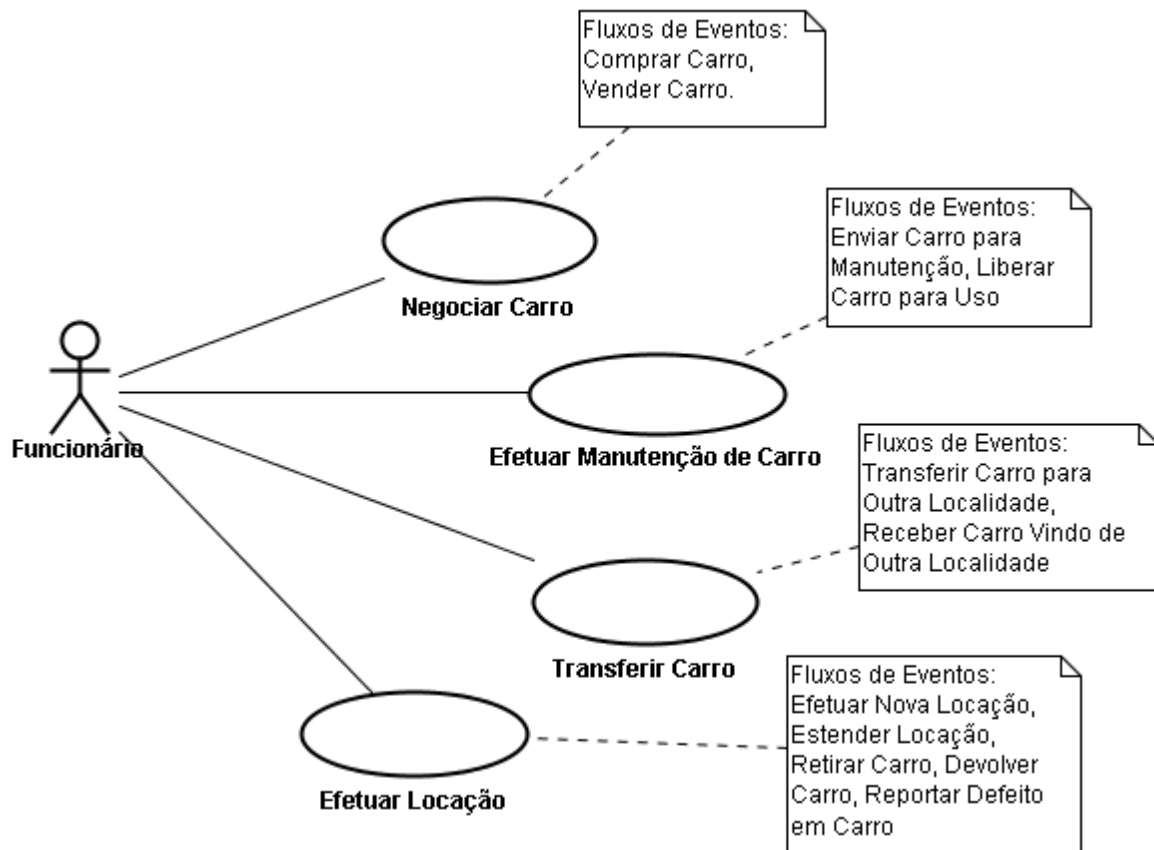 Fluxos de Eventos:
Comprar Carro,
Vender Carro.
Negociar Carro
Fluxos de Eventos:
Enviar Carro para
Manutenção, Liberar
Carro para Uso
Funcionário
Efetuar Manutenção de Carro
Fluxos de Eventos:
Transferir Carro para
Outra Localidade,
Receber Carro Vindo de
Outra Localidade
Transferir Carro
Fluxos de Eventos:
Efetuar Nova Locação,
Estender Locação,
Retirar Carro, Devolver
Carro, Reportar Defeito
em Carro
Efetuar Locação